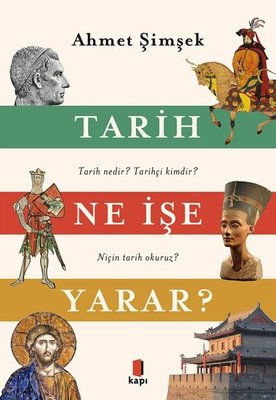 Ahmet Şimşek
TARİH
Tarih nedir? Tarihçi kimdir?
NE İŞE
Niçin tarih okuruz?
YARAR?
kapı